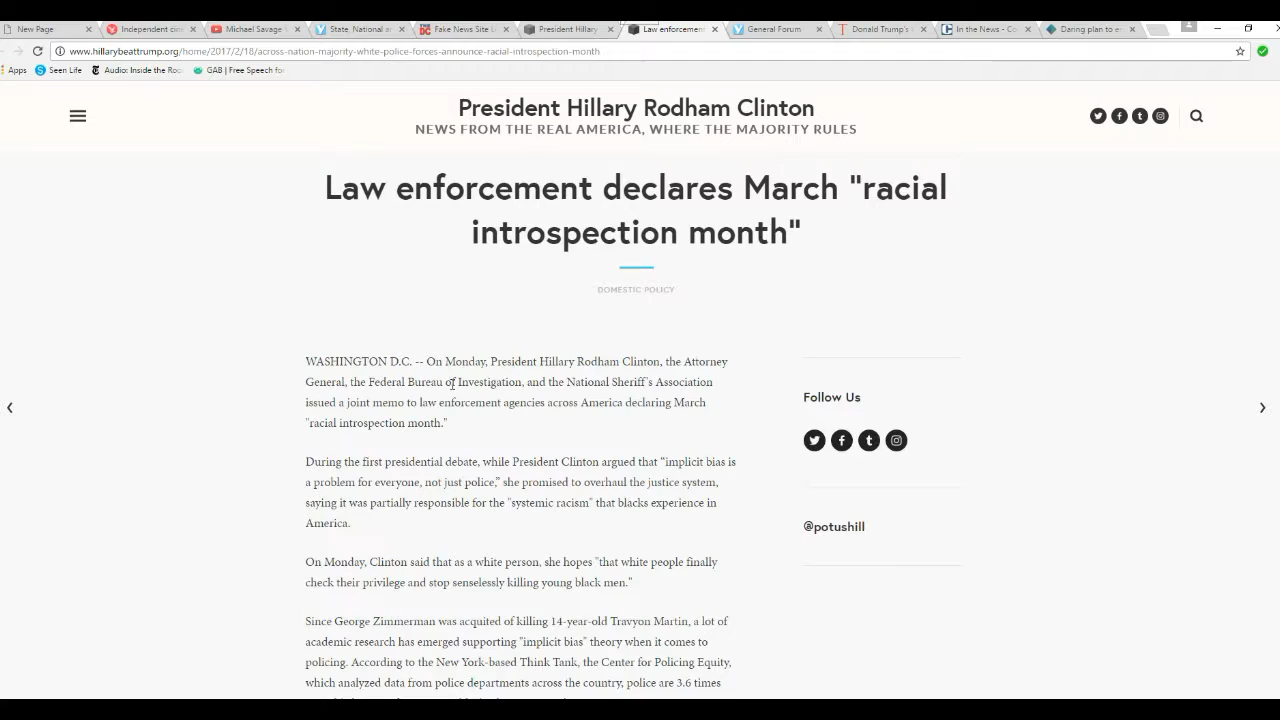 New Page
Independent cine
Michael Savage
State, National a
Fake News Site Li
President Hillary
Law enforcement
General Forum
Donald Trump's
In the News - Co
Daring plan to e
www.hillarybeattrump.org/home/2017/2/18/across-nation-majority-white-police-forces-announce-racial-introspection-month
Apps
Seen Life
Audio: Inside the Roo
GAB | Free Speech for
President Hillary Rodham Clinton
NEWS FROM THE REAL AMERICA, WHERE THE MAJORITY RULES
Law enforcement declares March "racial
introspection month"
DOMESTIC POLICY
WASHINGTON D.C. -- On Monday, President Hillary Rodham Clinton, the Attorney
General, the Federal Bureau of Investigation, and the National Sheriff's Association
issued a joint memo to law enforcement agencies across America declaring March
"racial introspection month."
During the first presidential debate, while President Clinton argued that “implicit bias is
a problem for everyone, not just police,” she promised to overhaul the justice system,
saying it was partially responsible for the "systemic racism" that blacks experience in
America.
On Monday, Clinton said that as a white person, she hopes "that white people finally
check their privilege and stop senselessly killing young black men."
Since George Zimmerman was acquited of killing 14-year-old Travyon Martin, a lot of
academic research has emerged supporting "implicit bias" theory when it comes to
policing. According to the New York-based Think Tank, the Center for Policing Equity,
which analyzed data from police departments across the country, police are 3.6 times
Follow Us
@potushill